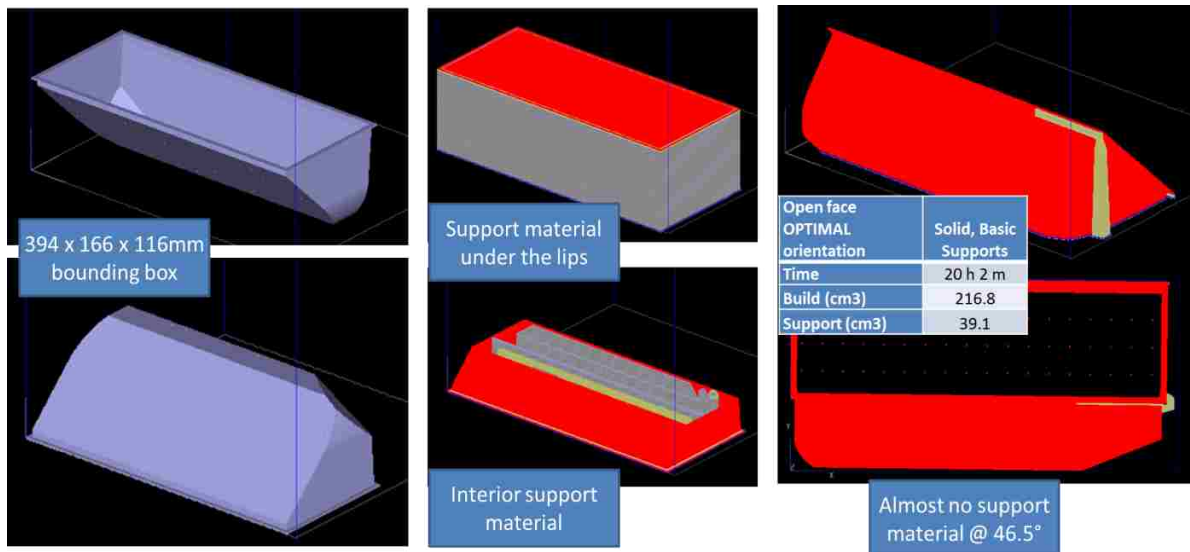 394 x 166 x 116mm
bounding box
Support material
under the lips
Interior support
material
Open face
OPTIMAL
orientation
Solid, Basic
Supports
Time
20 h 2 m
Build (cm3)
216.8
Support (cm3)
39.1
Almost no support
material @ 46.5°